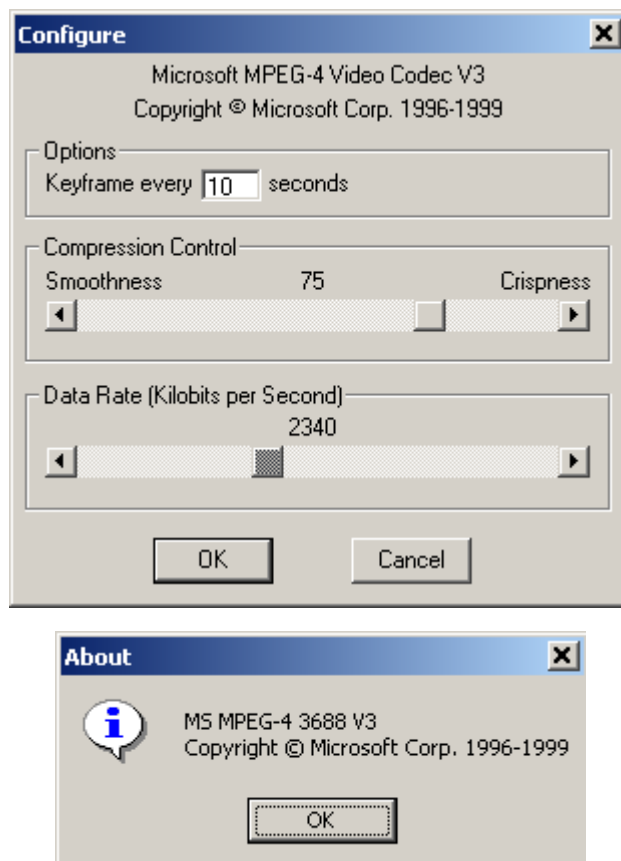 Configure
Microsoft MPEG-4 Video Codec V3
Copyright © Microsoft Corp. 1996-1999
Options
Keyframe every 10 seconds
Compression Control
Smoothness 75 Crispness
Data Rate (Kilobits per Second)
2340
OK Cancel
About
MS MPEG-4 3688 V3
Copyright © Microsoft Corp. 1996-1999
OK